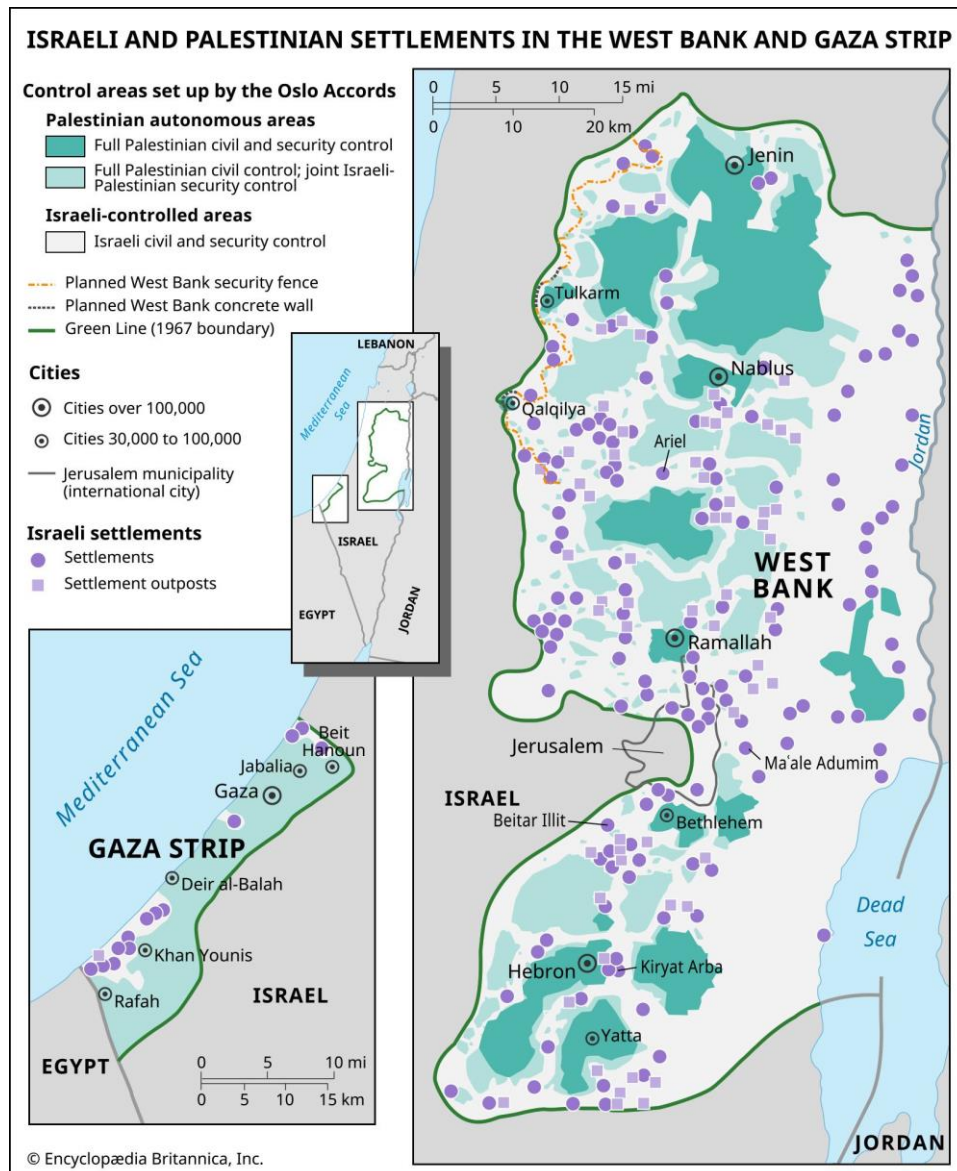 ISRAELI AND PALESTINIAN SETTLEMENTS IN THE WEST BANK AND GAZA STRIP
Control areas set up by the Oslo Accords
Palestinian autonomous areas
Full Palestinian civil and security control
Full Palestinian civil control; joint Israeli-
Palestinian security control
Israeli-controlled areas
Israeli civil and security control
Planned West Bank security fence
Planned West Bank concrete wall
Green Line (1967 boundary)
Cities
Cities over 100,000
Cities 30,000 to 100,000
Jerusalem municipality
(international city)
Israeli settlements
Settlements
Settlement outposts
LEBANON
Mediterranean
Sea
ISRAEL
EGYPT
JORDAN
0 5 10 15 mi
0 10 20 km
Jenin
Tulkarm
Nablus
Qalqilya
Ariel
Jordan
WEST
BANK
Ramallah
Jerusalem
Ma'ale Adumim
ISRAEL
Beitar Illit
Bethlehem
Dead
Sea
Hebron
Kiryat Arba
Yatta
JORDAN
Mediterranean Sea
Beit
Hanoun
Jabalia
Gaza
GAZA STRIP
Deir al-Balah
Khan Younis
Rafah
ISRAEL
EGYPT
0 5 10 mi
0 5 10 15 km
© Encyclopædia Britannica, Inc.